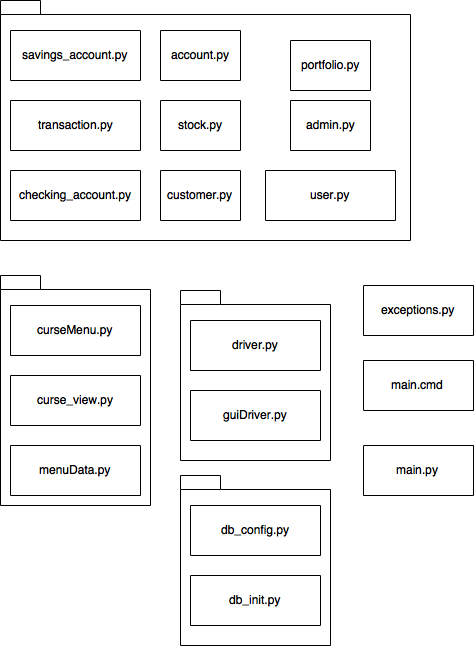 savings_account.py
account.py
portfolio.py
transaction.py
stock.py
admin.py
checking_account.py
customer.py
user.py
curseMenu.py
curse_view.py
menuData.py
driver.py
guiDriver.py
db_config.py
db_init.py
exceptions.py
main.cmd
main.py